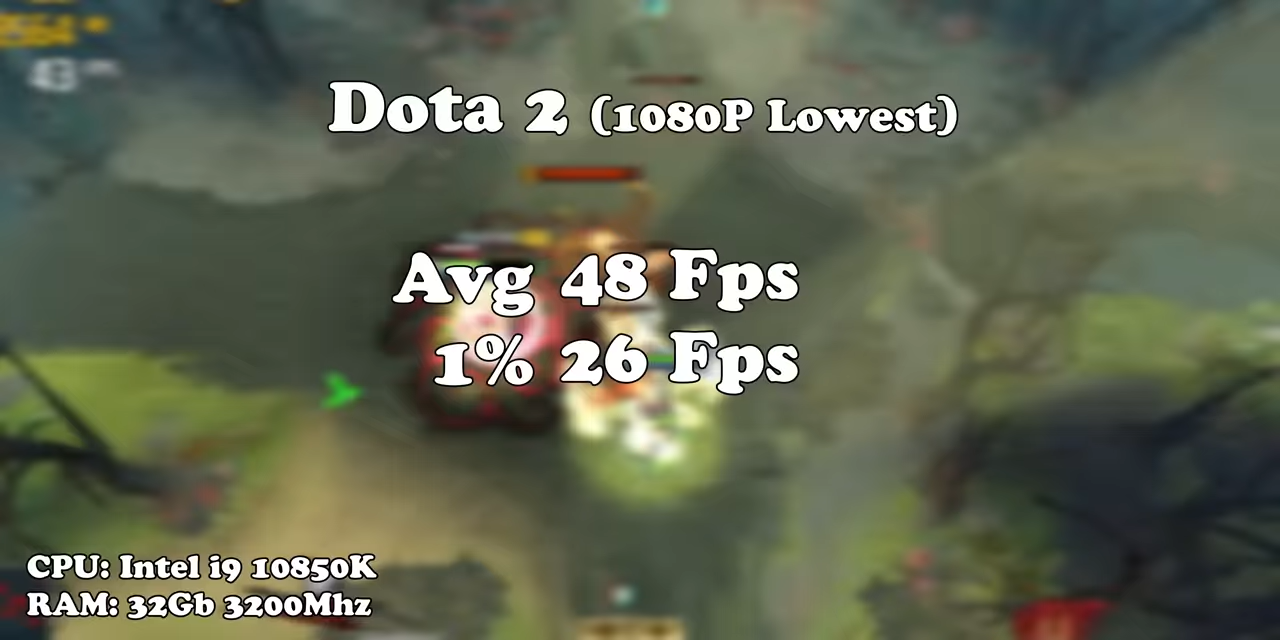 Dota 2 (1080P Lowest)
Avg 48 Fps
1% 26 Fps
CPU: Intel i9 10850K
RAM: 32Gb 3200Mhz